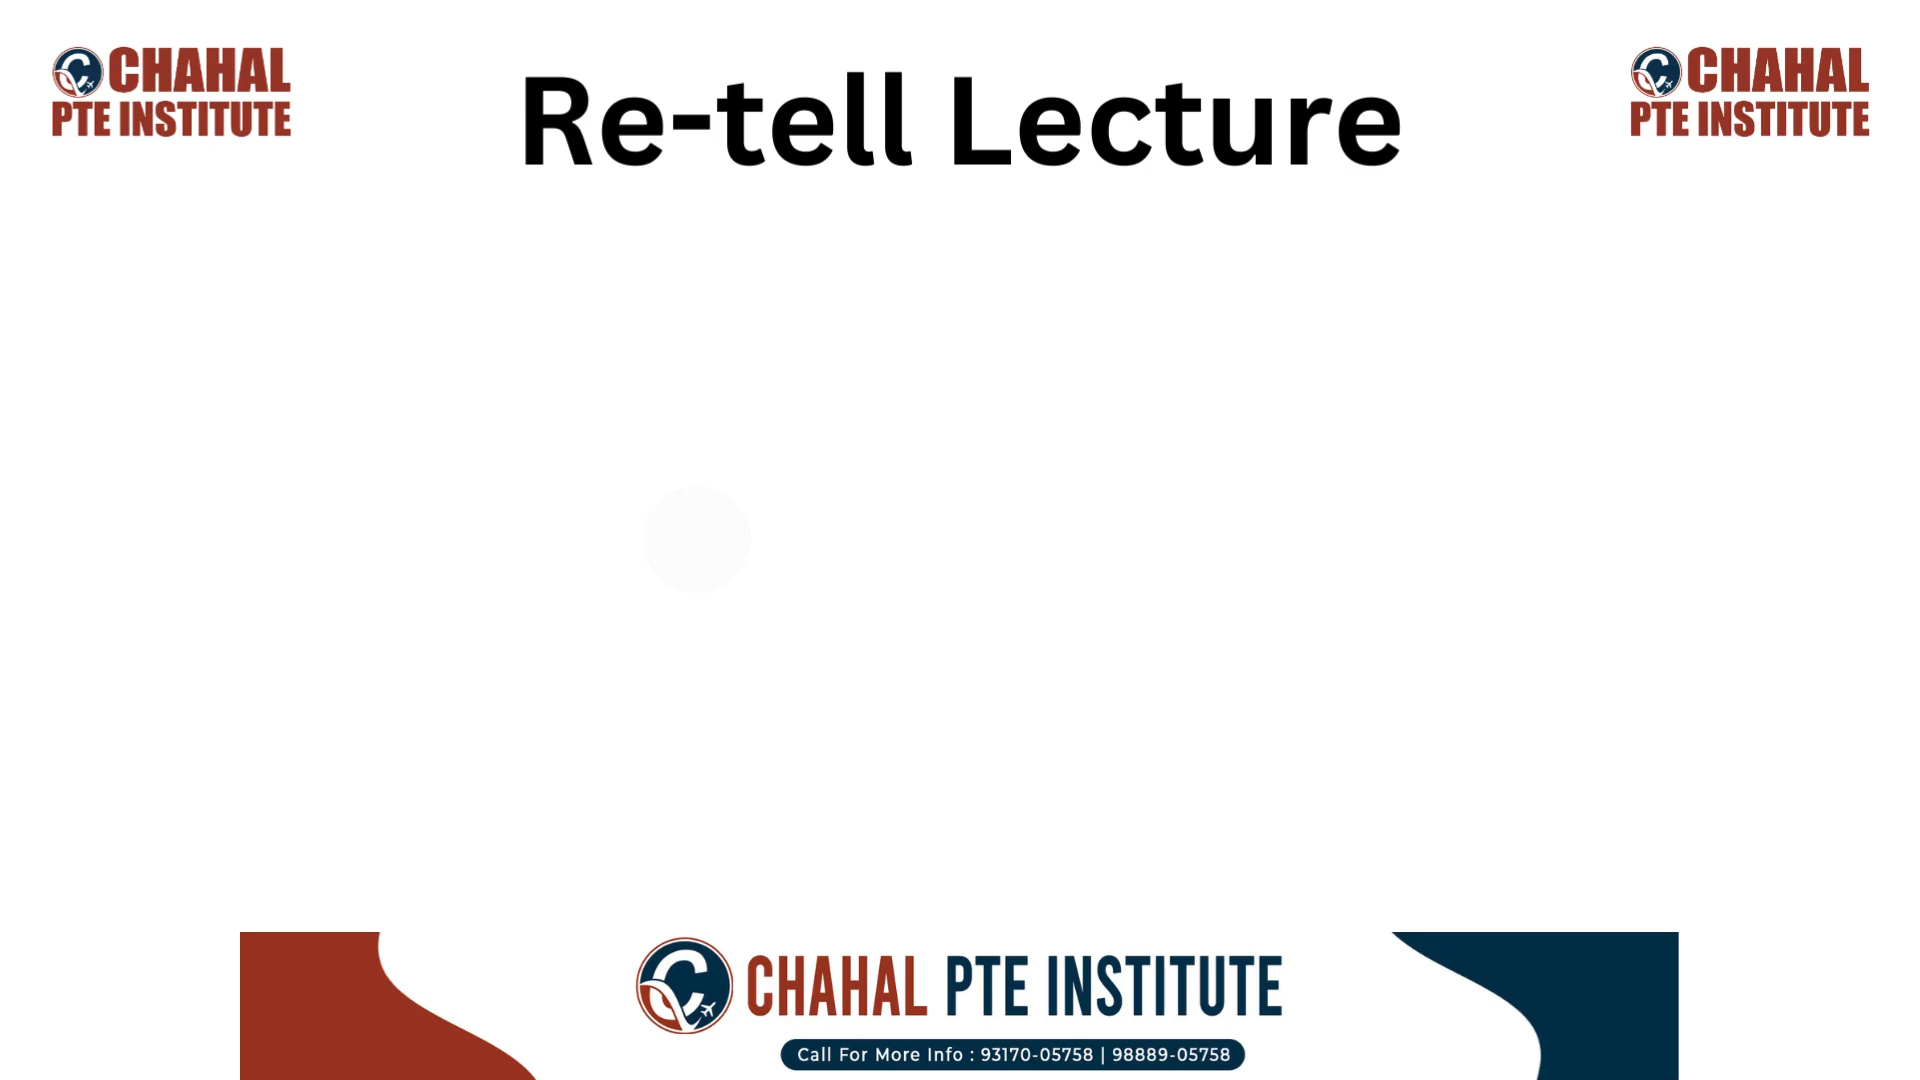 CHAHAL
PTE INSTITUTE
Re-tell Lecture
CHAHAL
PTE INSTITUTE
CHAHAL PTE INSTITUTE
Call For More Info : 93170-05758 | 98889-05758